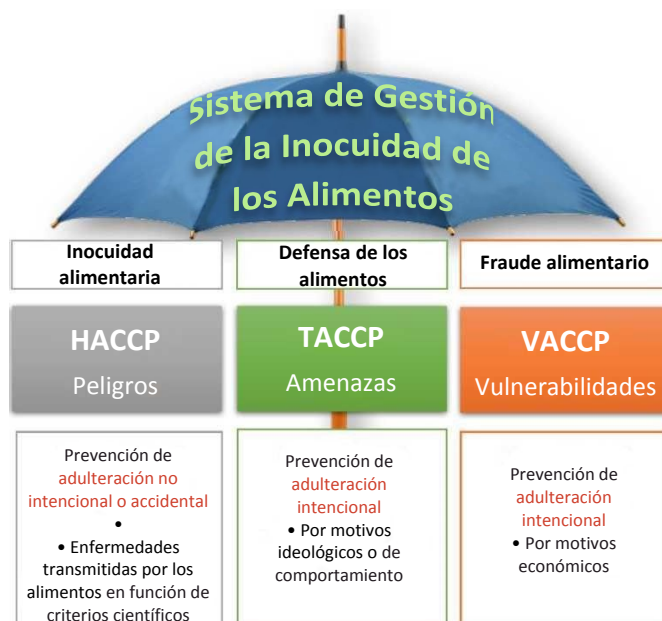 Sistema de Gestión
de la Inocuidad de
los Alimentos
Inocuidad
alimentaria
Defensa de los
alimentos
Fraude alimentario
HACCP
Peligros
TACCP
Amenazas
VACCP
Vulnerabilidades
Prevención de
adulteración no
intencional o accidental
•
• Enfermedades
transmitidas por los
alimentos en función de
criterios científicos
Prevención de
adulteración
intencional
• Por motivos
ideológicos o de
comportamiento
Prevención de
adulteración
intencional
• Por motivos
económicos